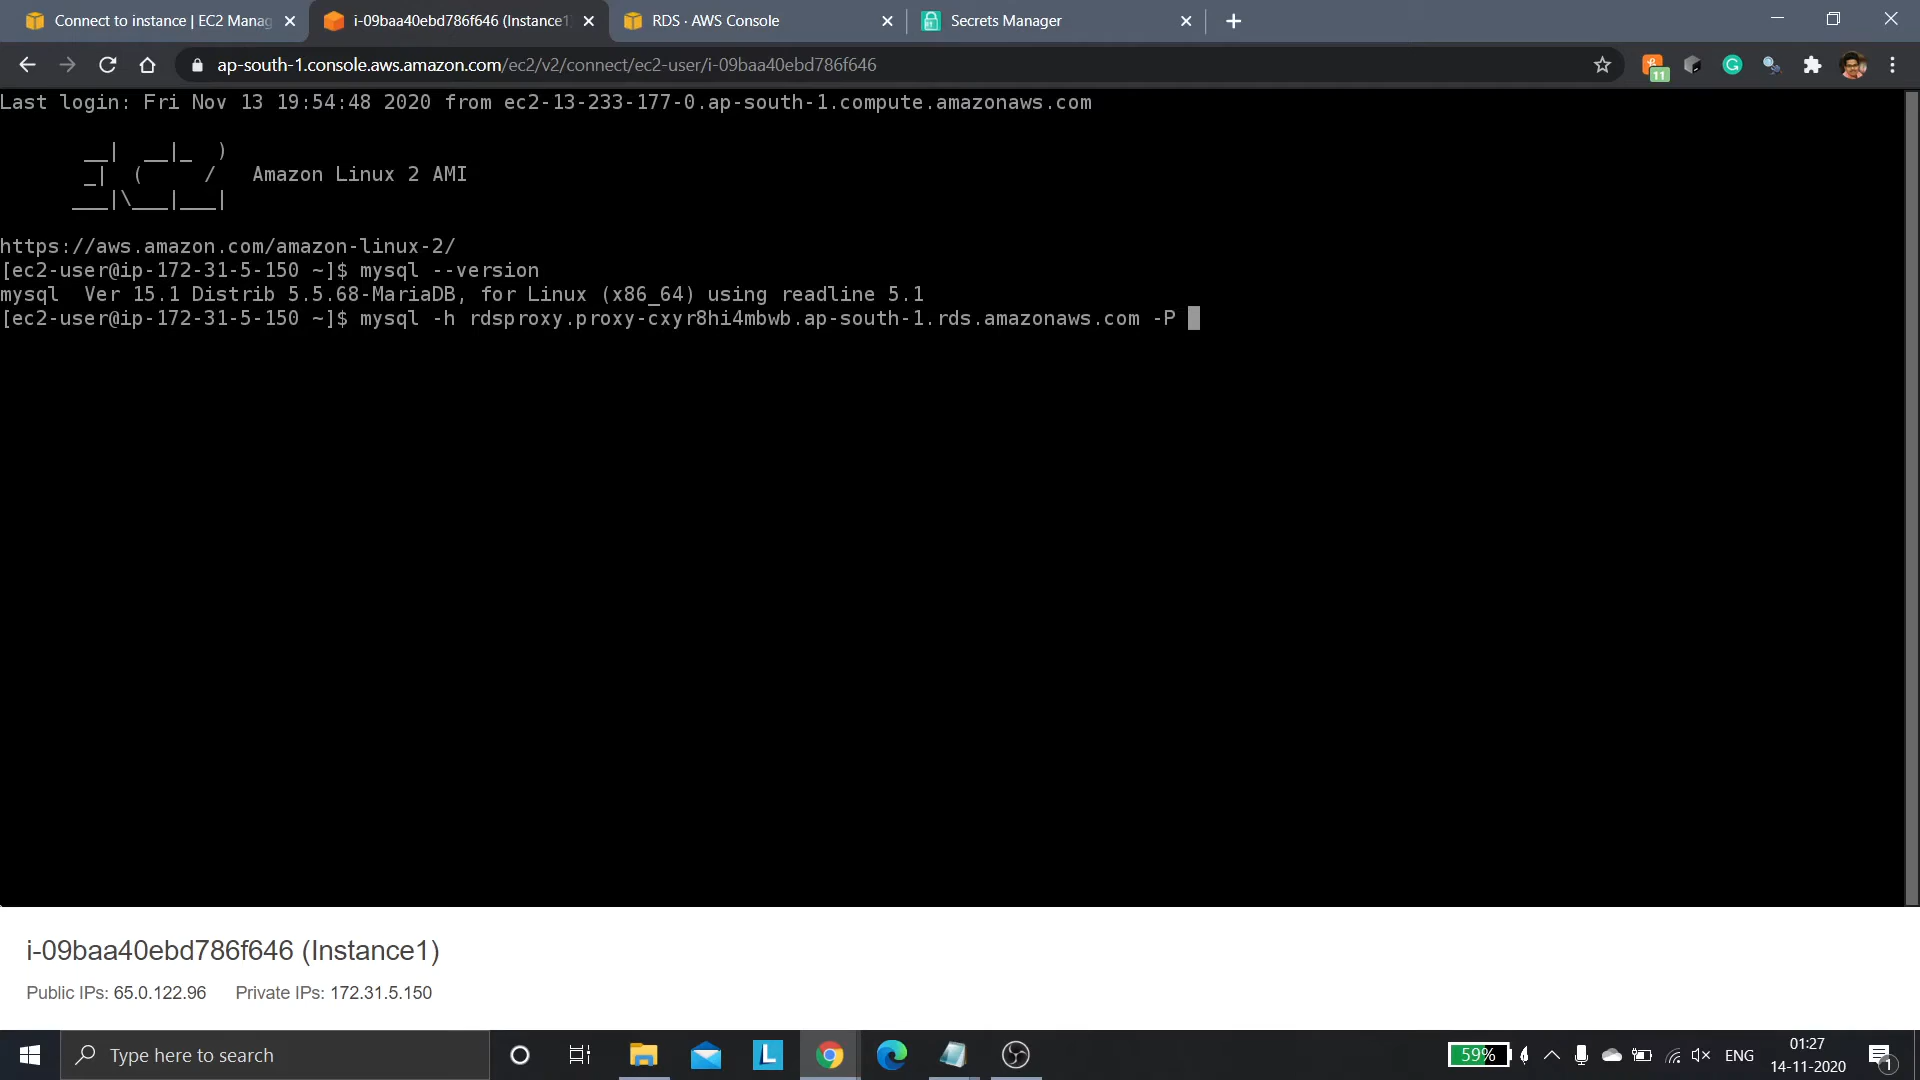 Connect to instance | EC2 Manag
i-09baa40ebd786f646 (Instance1)
RDS · AWS Console
Secrets Manager
ap-south-1.console.aws.amazon.com/ec2/v2/connect/ec2-user/i-09baa40ebd786f646
11
Last login: Fri Nov 13 19:54:48 2020 from ec2-13-233-177-0.ap-south-1.compute.amazonaws.com
__|  __|_  )
_|  (     /   Amazon Linux 2 AMI
___|\___|___|
https://aws.amazon.com/amazon-linux-2/
[ec2-user@ip-172-31-5-150 ~]$ mysql --version
mysql  Ver 15.1 Distrib 5.5.68-MariaDB, for Linux (x86_64) using readline 5.1
[ec2-user@ip-172-31-5-150 ~]$ mysql -h rdsproxy.proxy-cxyr8hi4mbwb.ap-south-1.rds.amazonaws.com -P
i-09baa40ebd786f646 (Instance1)
Public IPs: 65.0.122.96 Private IPs: 172.31.5.150
Type here to search
L
59%
ENG
01:27
14-11-2020
1